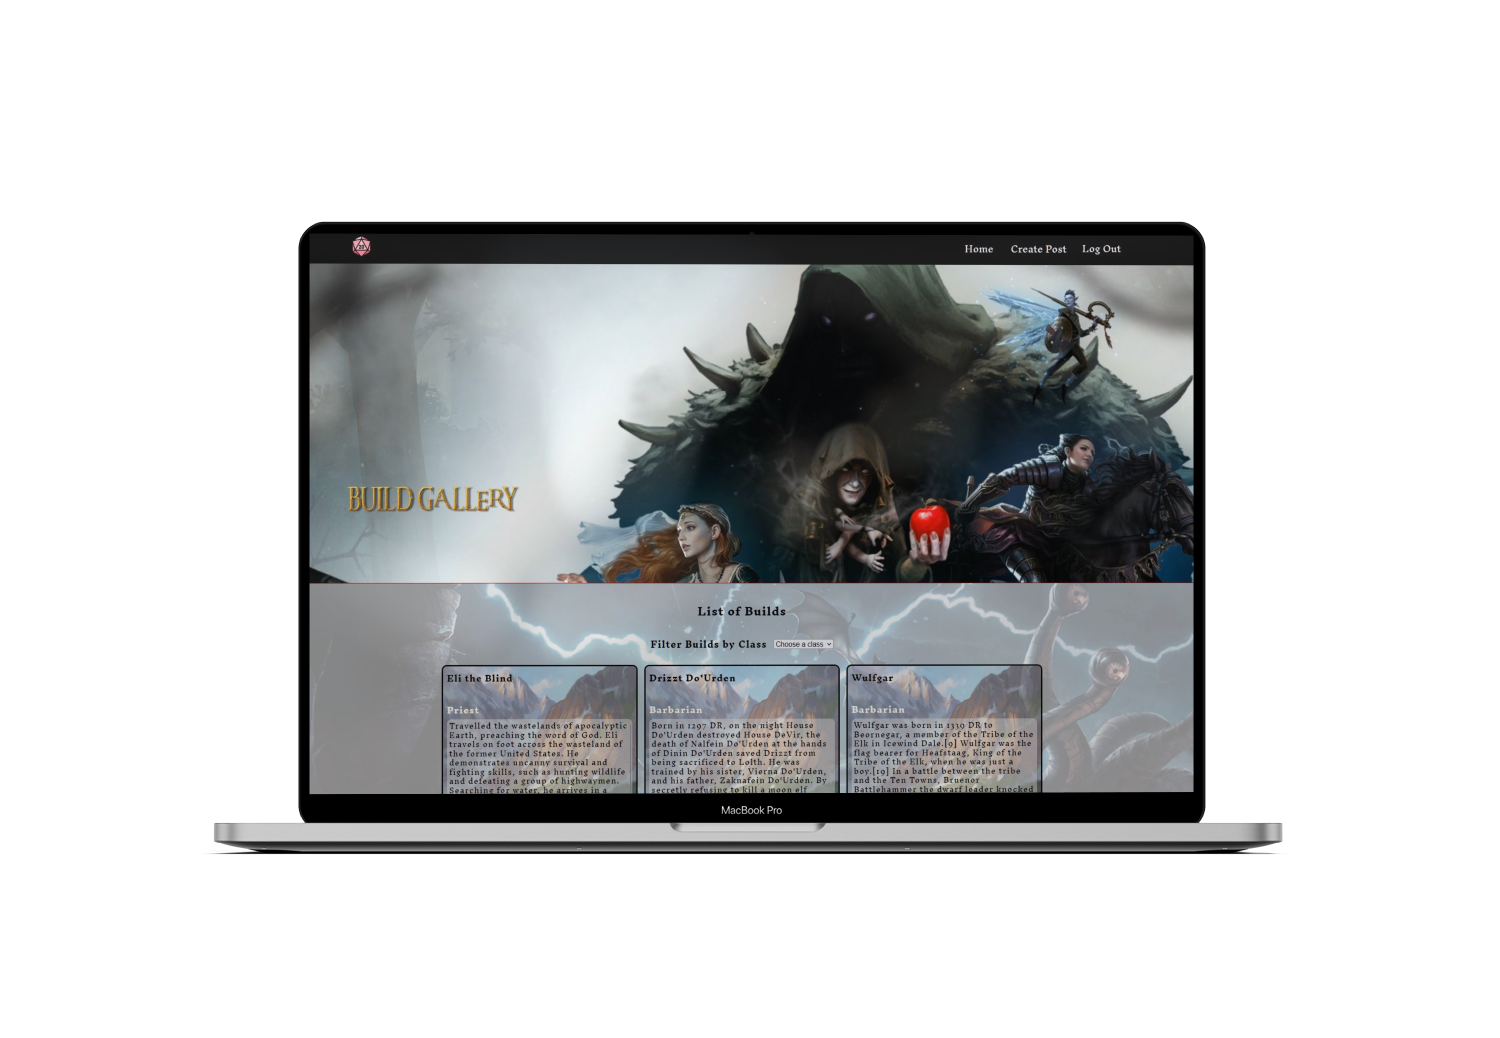 Home Create Post Log Out
BUILD GALLERY
List of Builds
Filter Builds by Class Choose a class
Eli the Blind
Priest
Travelled the wastelands of apocalyptic
Earth, preaching the word of God. Eli
travels on foot across the wasteland of
the former United States. He
demonstrates uncanny survival and
fighting skills, such as hunting wildlife
and defeating a group of highwaymen.
Searching for water, he arrives in a
Drizzt Do'Urden
Barbarian
Born in 1297 DR, on the night House
Do'Urden destroyed House DeVir, the
death of Nalfein Do'Urden at the hands
of Dinin Do'Urden saved Drizzt from
being sacrificed to Lolth. He was
trained by his sister, Vierna Do'Urden,
and his father, Zaknafein Do'Urden. By
secretly refusing to kill a moon elf
Wulfgar
Barbarian
Wulfgar was born in 1339 DR to
Beornegar, a member of the Tribe of the
Elk in Icewind Dale.[9] Wulfgar was the
flag bearer for Heafstaag, King of the
Tribe of the Elk, when he was just a
boy.[19] In a battle between the tribe
and the Ten Towns, Bruenor
Battlehammer the dwarf leader knocked
MacBook Pro